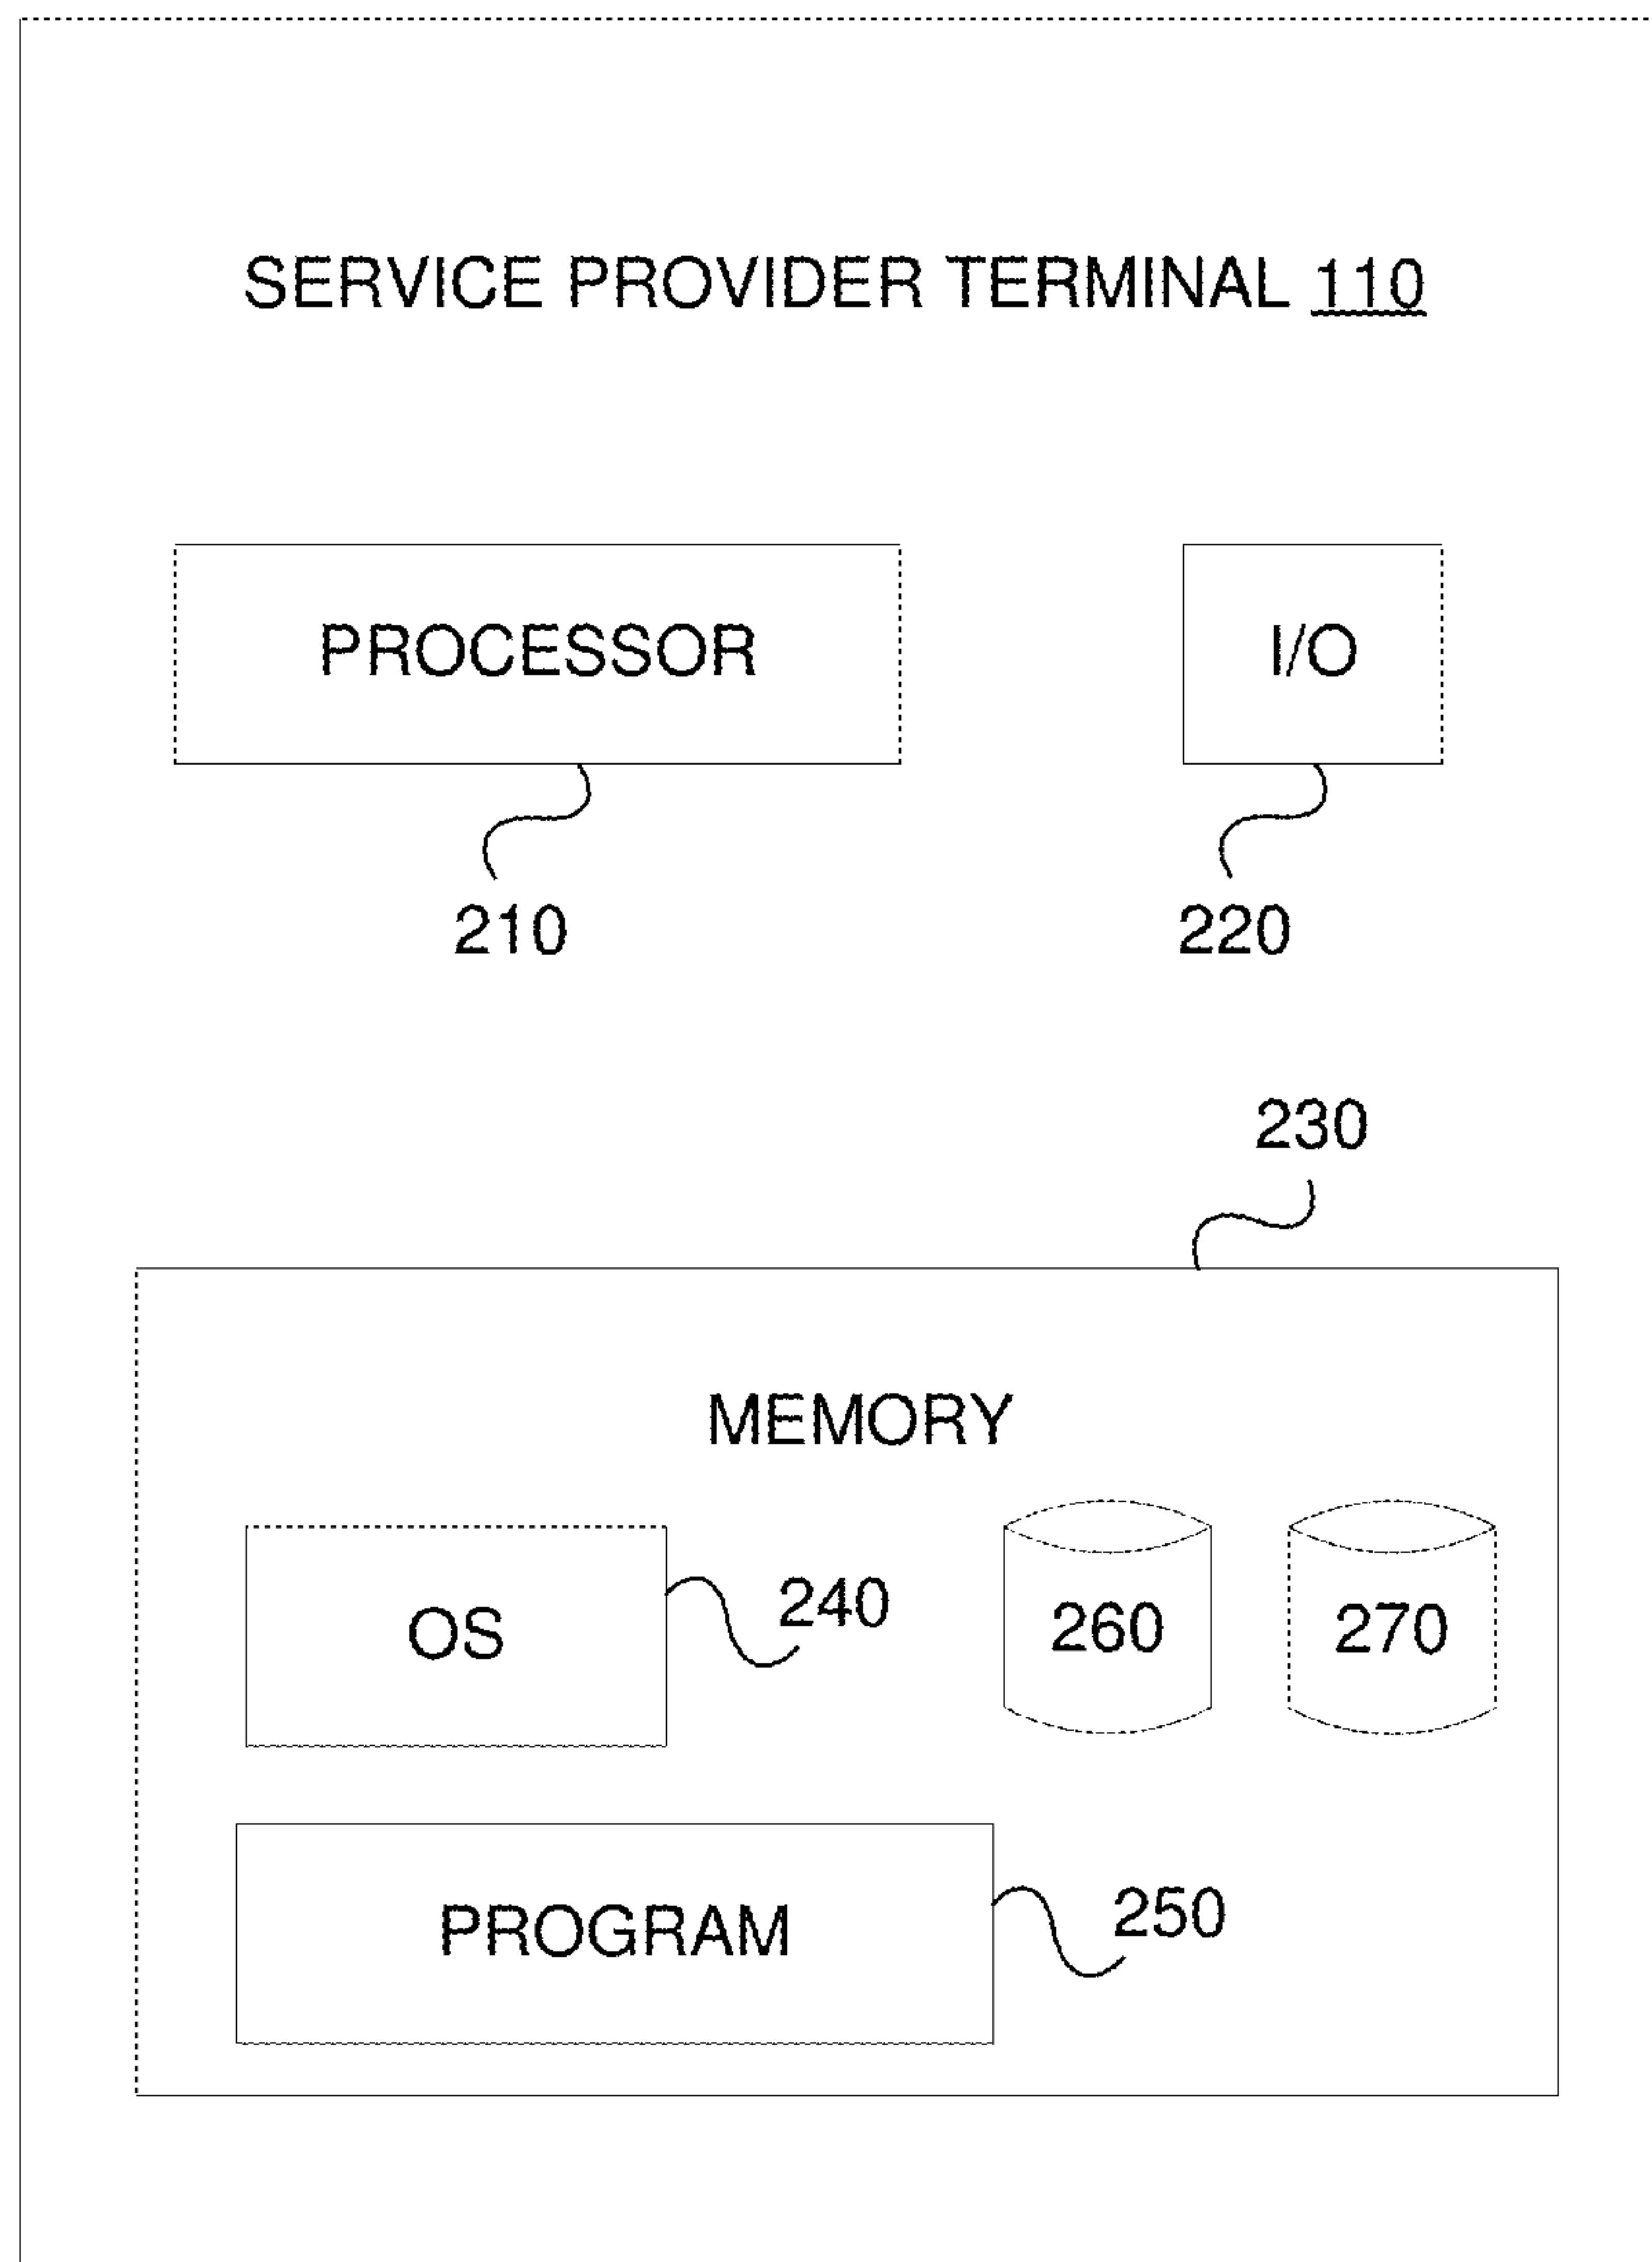 SERVICE PROVIDER TERMINAL 110
PROCESSOR
I/O
210
220
230
MEMORY
OS
240
260
270
PROGRAM
250